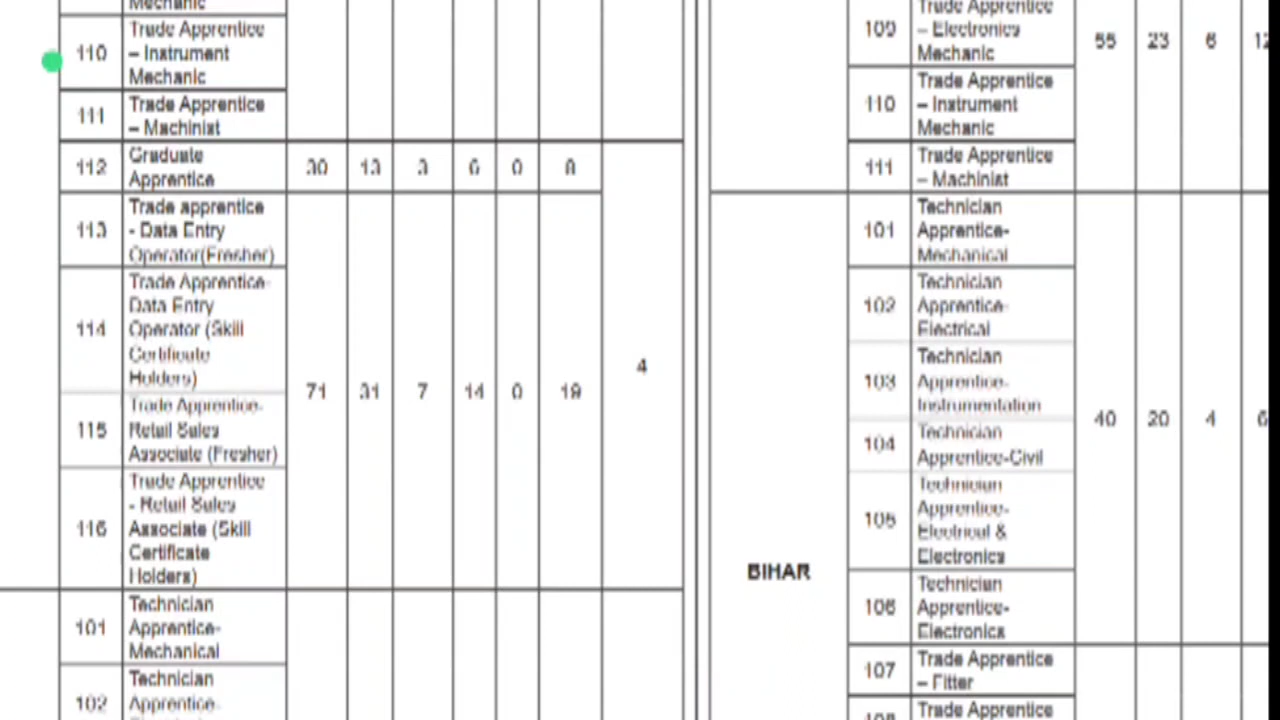 Mechanic
110
Trade Apprentice
– Instrument
Mechanic
111
Trade Apprentice
– Machinist
112
Graduate
Apprentice
30 13 3 6 0 8
113
Trade apprentice
- Data Entry
Operator(Fresher)
114
Trade Apprentice-
Data Entry
Operator (Skill
Certificate
Holders)
71 31 7 14 0 19
4
115
Trade Apprentice-
Retail Sales
Associate (Fresher)
116
Trade Apprentice
- Retail Sales
Associate (Skill
Certificate
Holders)
101
Technician
Apprentice-
Mechanical
102
Technician
Apprentice-
109
Trade Apprentice
– Electronics
Mechanic
55 23 6 12
110
Trade Apprentice
– Instrument
Mechanic
111
Trade Apprentice
– Machinist
BIHAR
101
Technician
Apprentice-
Mechanical
102
Technician
Apprentice-
Electrical
103
Technician
Apprentice-
Instrumentation
40 20 4 6
104
Technician
Apprentice-Civil
105
Technician
Apprentice-
Electrical &
Electronics
106
Technician
Apprentice-
Electronics
107
Trade Apprentice
– Fitter
108
Trade Apprentice